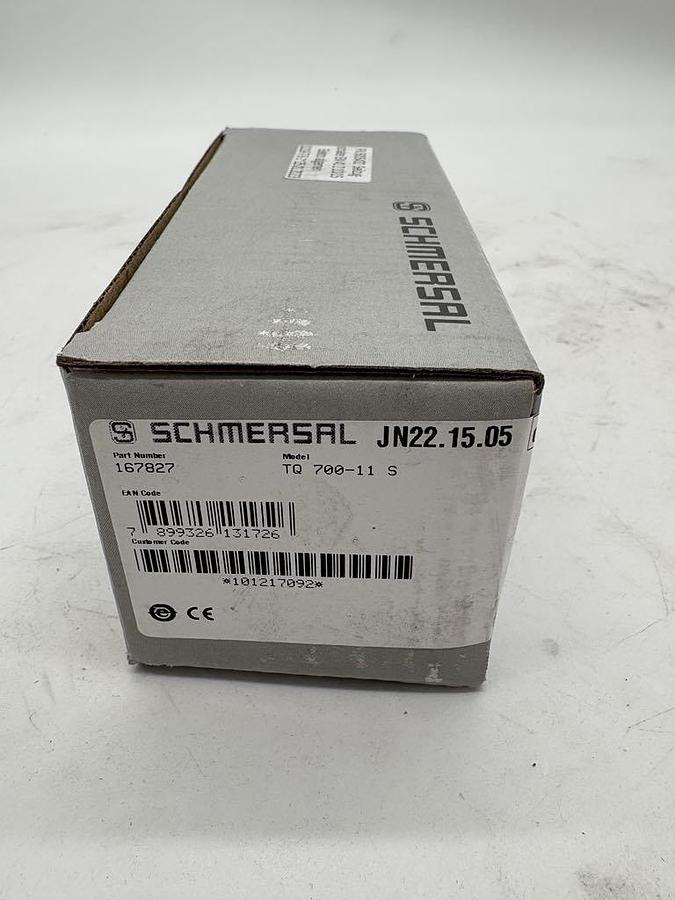 SCHMERSAL
SCHMERSAL JN22.15.05
Part Number Model
167827 TQ 700-11 S
EAN Code
7 899326 131726
Customer Code
*101217092*
CE